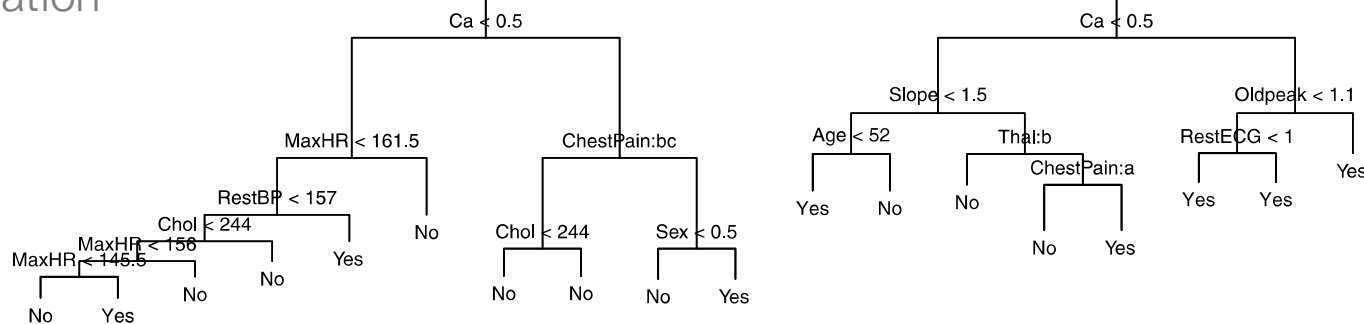 ation
Ca < 0.5
MaxHR < 161.5
ChestPain:bc
RestBP < 157
Chol < 244
MaxHR < 156
MaxHR < 145.5
No
Yes
No
No
Yes
No
Chol < 244
Sex < 0.5
No
No
No
Yes
Ca < 0.5
Slope < 1.5
Oldpeak < 1.1
Age < 52
Thal:b
RestECG < 1
ChestPain:a
Yes
No
No
No
Yes
Yes
Yes
Yes